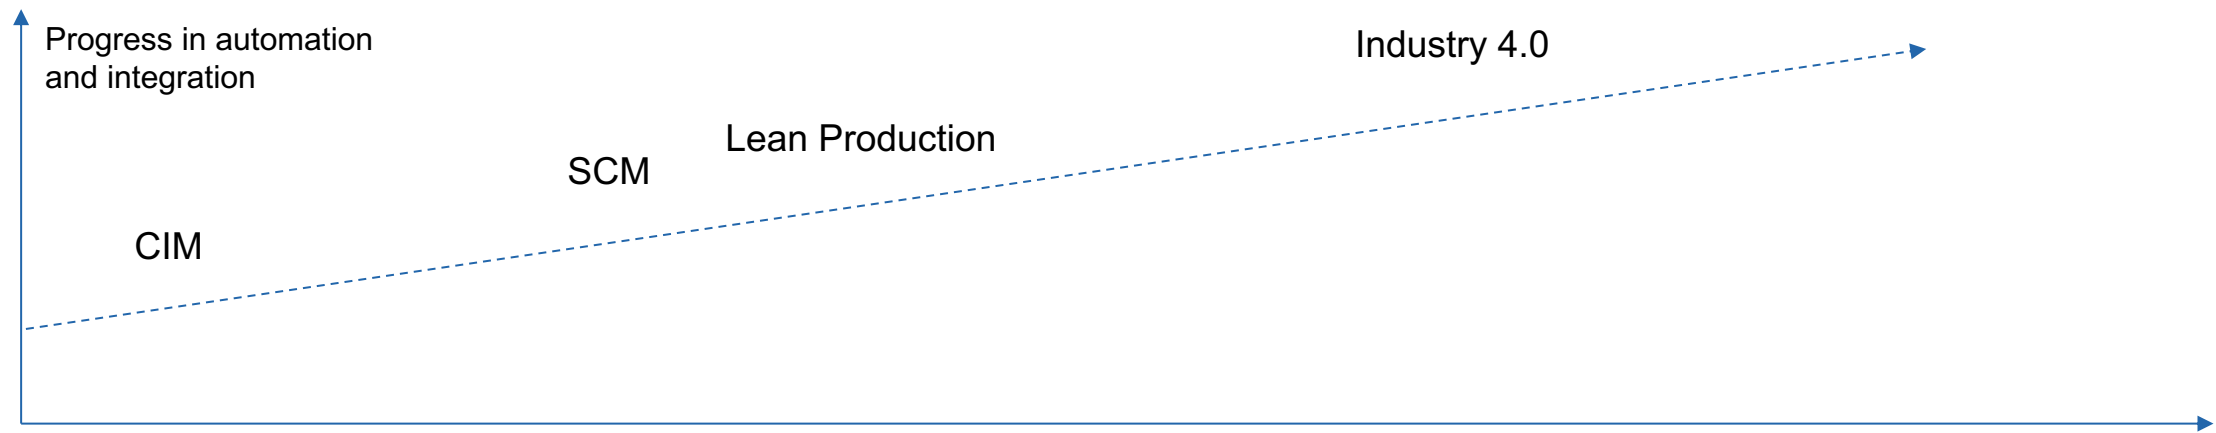 Progress in automation
and integration
Industry 4.0
Lean Production
SCM
CIM